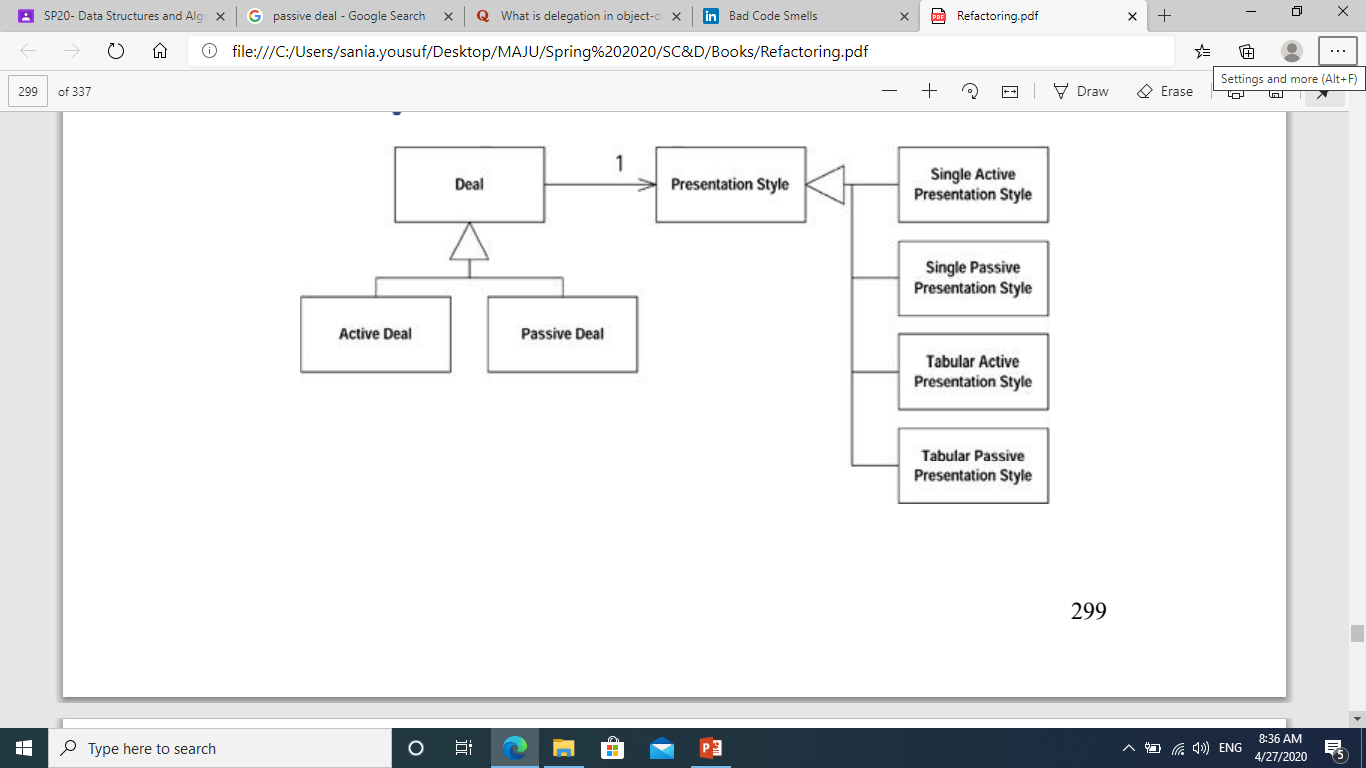 SP20- Data Structures and Algo
passive deal - Google Search
What is delegation in object-o
Bad Code Smells
Refactoring.pdf
file:///C:/Users/sania.yousuf/Desktop/MAJU/Spring%202020/SC&D/Books/Refactoring.pdf
Settings and more (Alt+F)
299
of 337
Draw
Erase
Deal
1
Presentation Style
Single Active
Presentation Style
Single Passive
Presentation Style
Active Deal
Passive Deal
Tabular Active
Presentation Style
Tabular Passive
Presentation Style
299
Type here to search
ENG
8:36 AM
4/27/2020
5